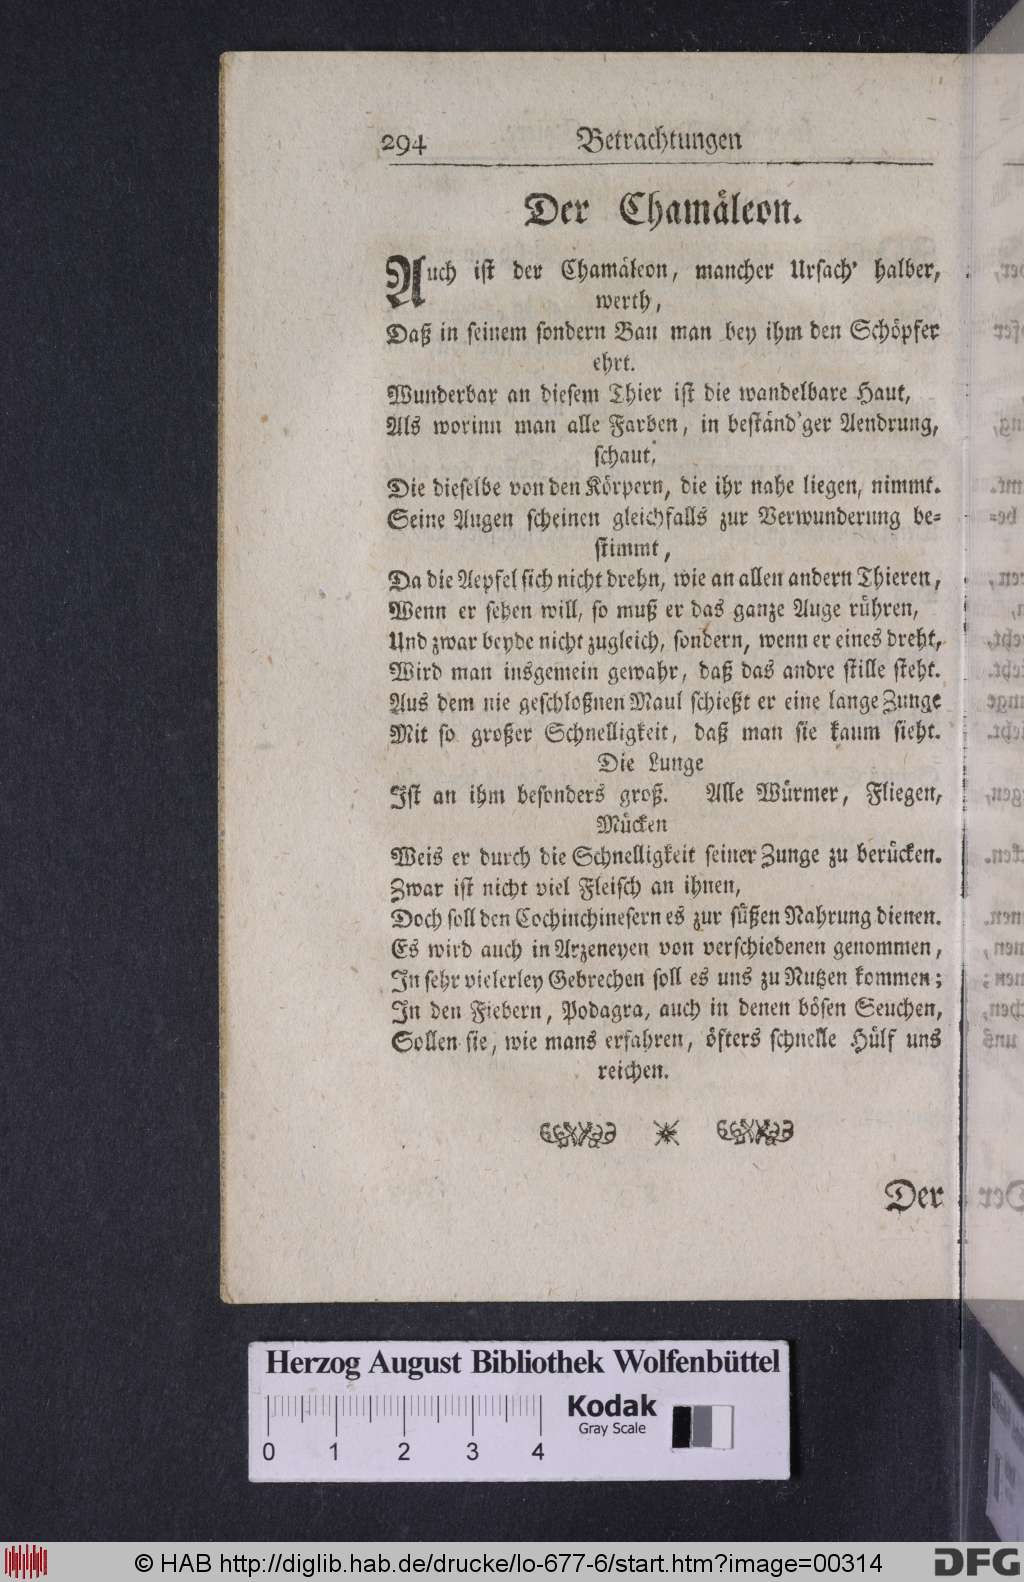 294 Betrachtungen
Der Chamäleon.
Auch ist der Chamäleon, mancher Ursach' halber,
werth,
Daß in seinem sondern Bau man bey ihm den Schöpfer
ehrt.
Wunderbar an diesem Thier ist die wandelbare Haut,
Als worinn man alle Farben, in beständ'ger Aendrung,
schaut,
Die dieselbe von den Körpern, die ihr nahe liegen, nimmt.
Seine Augen scheinen gleichfalls zur Verwunderung be-
stimmt,
Da die Aepfel sich nicht drehn, wie an allen andern Thieren,
Wenn er sehen will, so muß er das ganze Auge rühren,
Und zwar beyde nicht zugleich, sondern, wenn er eines dreht,
Wird man insgemein gewahr, daß das andre stille steht.
Aus dem nie geschloßnen Maul schießt er eine lange Zunge
Mit so großer Schnelligkeit, daß man sie kaum sieht.
Die Lunge
Ist an ihm besonders groß. Alle Würmer, Fliegen,
Mücken
Weis er durch die Schnelligkeit seiner Zunge zu berücken.
Zwar ist nicht viel Fleisch an ihnen,
Doch soll den Cochinchinesern es zur süßen Nahrung dienen.
Es wird auch in Arzeneyen von verschiedenen genommen,
In sehr vielerley Gebrechen soll es uns zu Nutzen kommen;
In den Fiebern, Podagra, auch in denen bösen Seuchen,
Sollen sie, wie mans erfahren, öfters schnelle Hülf uns
reichen.
Der
Herzog August Bibliothek Wolfenbüttel
Kodak
Gray Scale
0 1 2 3 4
© HAB http://diglib.hab.de/drucke/lo-677-6/start.htm?image=00314
DFG